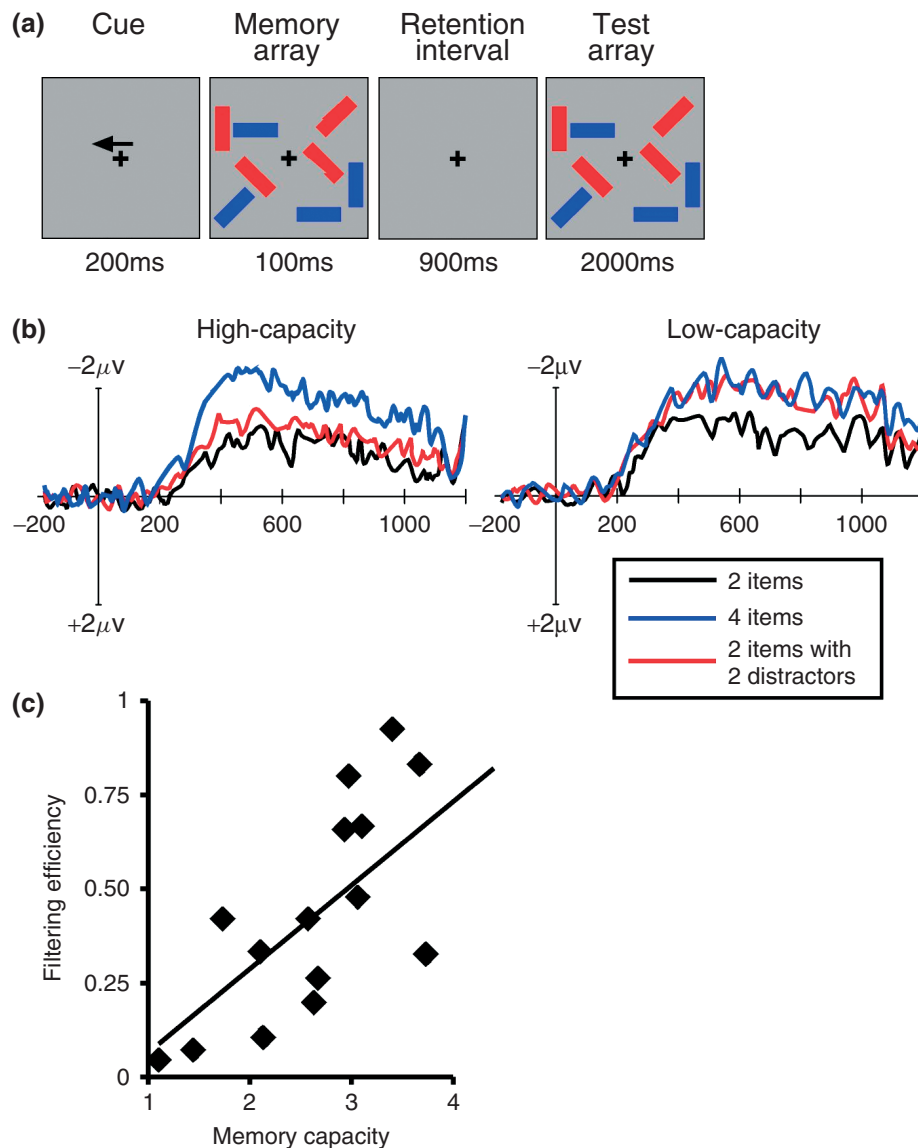 (a)
Cue
Memory array
Retention interval
Test array
200ms
100ms
900ms
2000ms
(b)
High-capacity
Low-capacity
−2μv
−2μv
−200
200
600
1000
−200
200
600
1000
+2μv
+2μv
2 items
4 items
2 items with
2 distractors
(c)
1
0.75
0.50
0.25
0
Filtering efficiency
1
2
3
4
Memory capacity